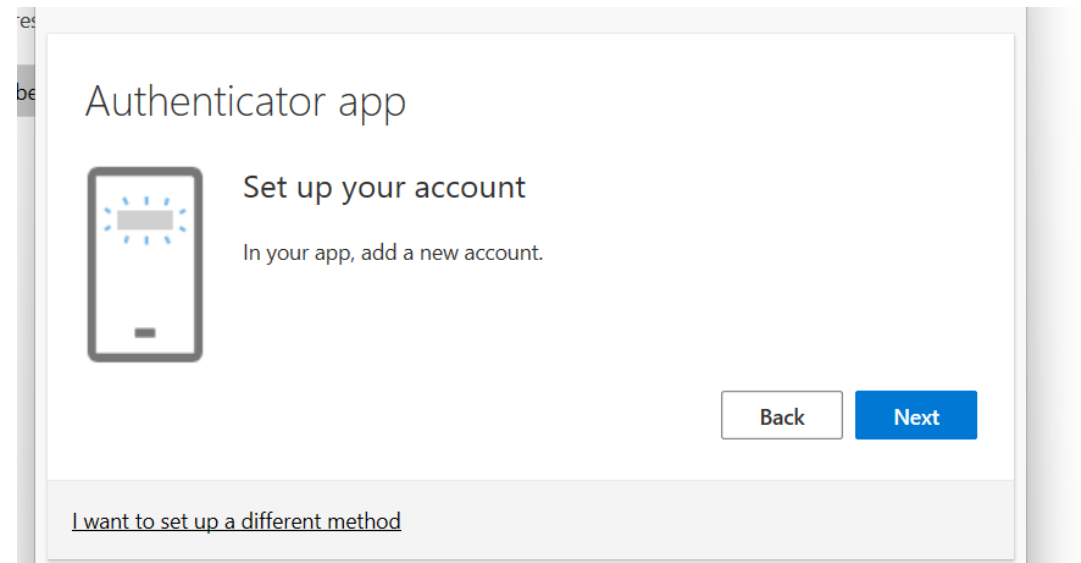 Authenticator app
Set up your account
In your app, add a new account.
Back
Next
I want to set up a different method